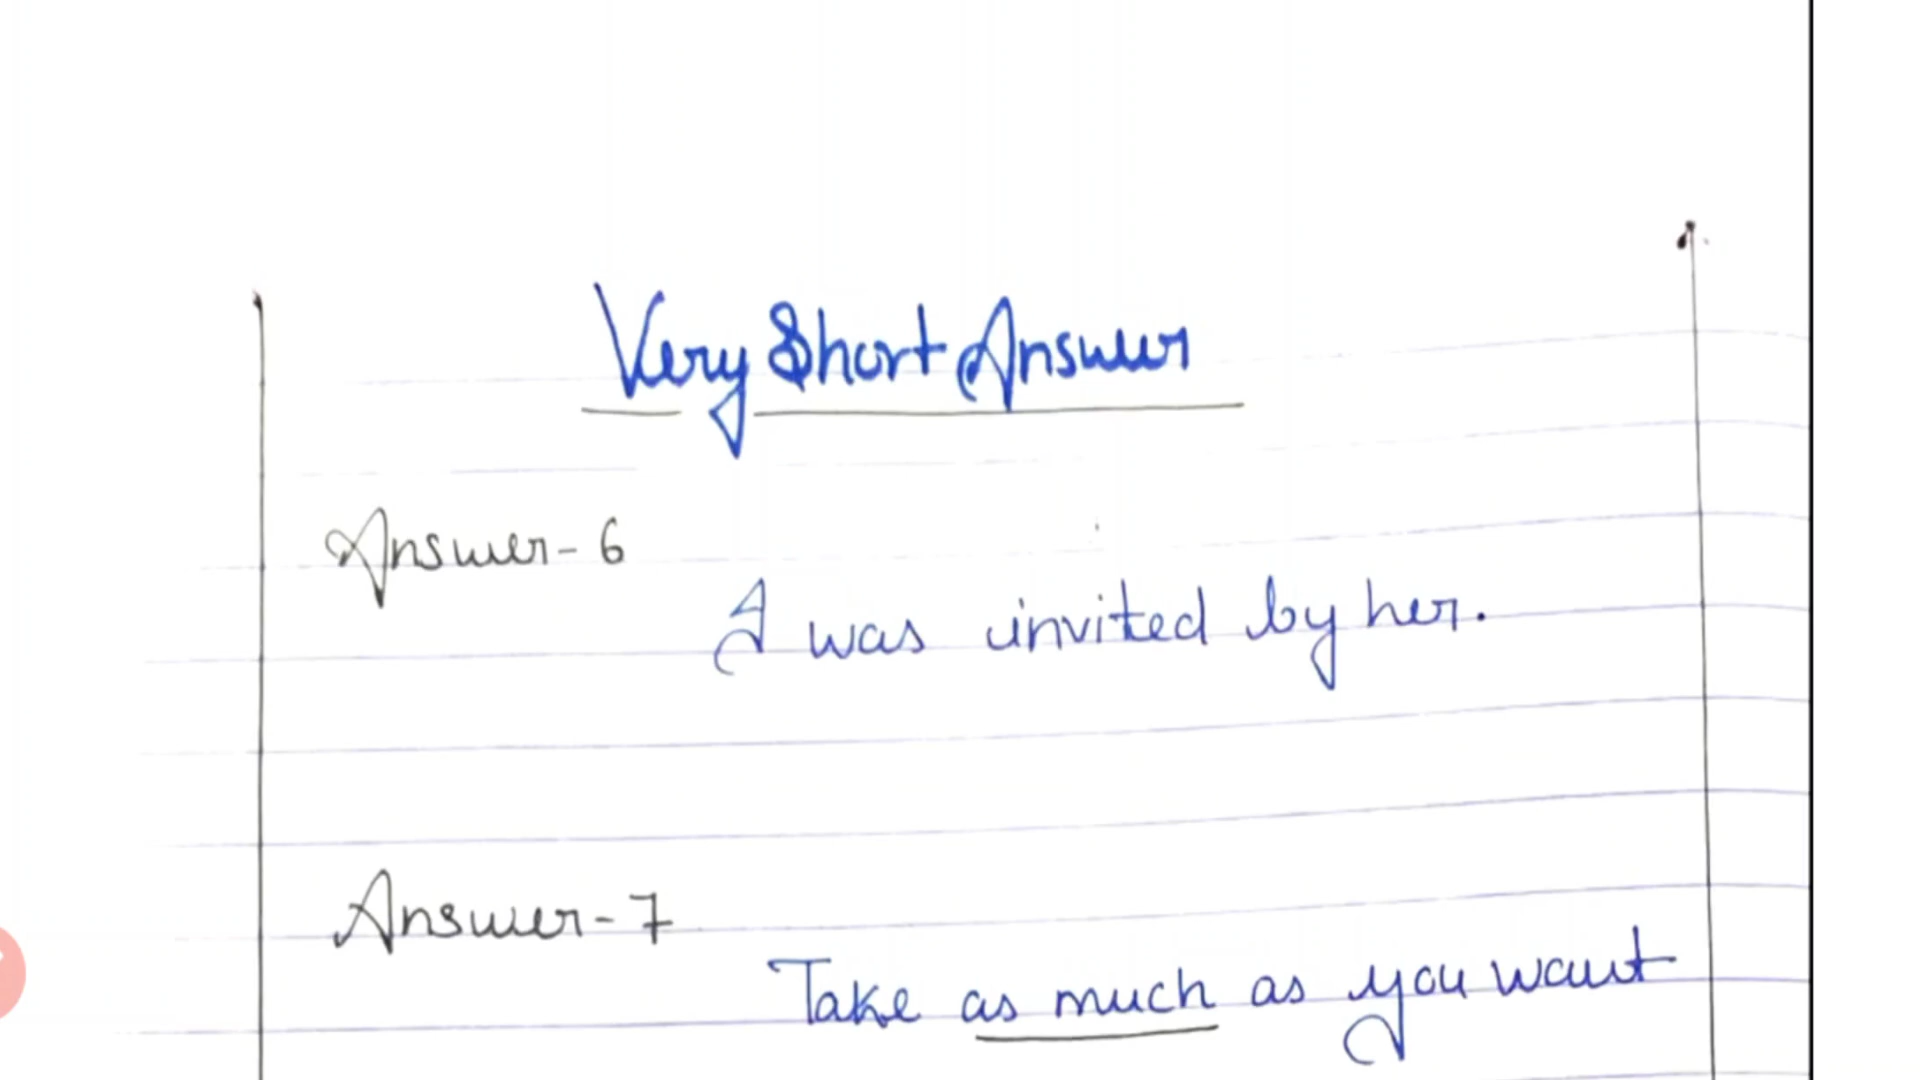 Very Short Answer
Answer-6
I was invited by her.
Answer-7
Take as much as you want